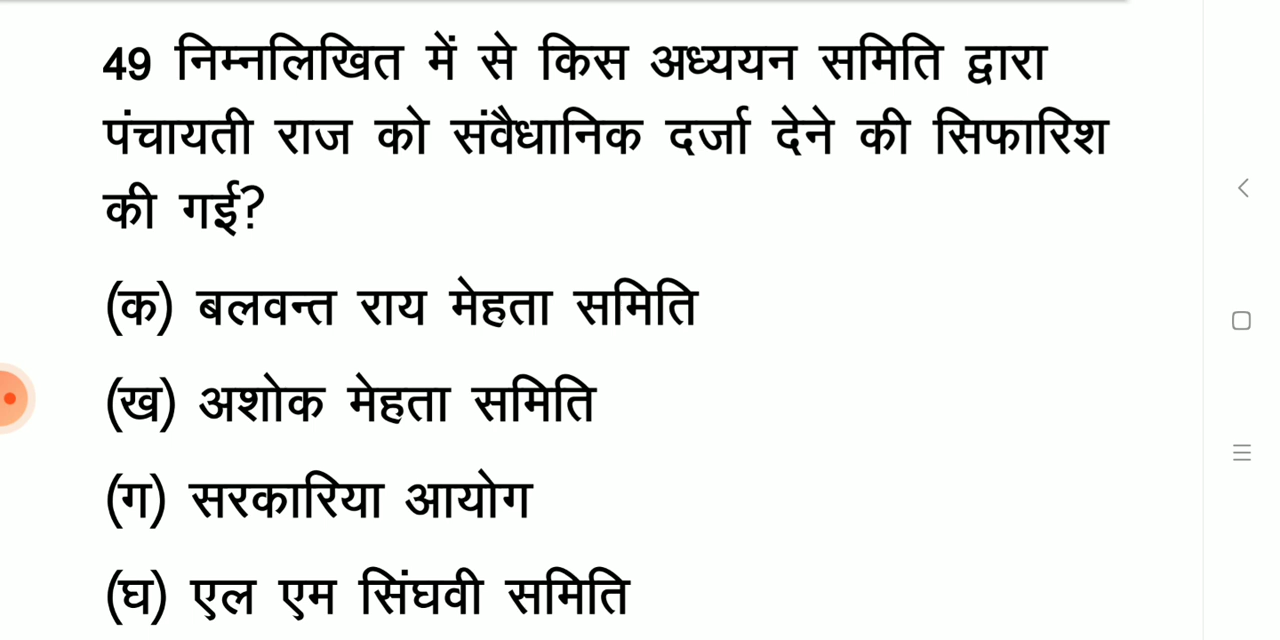 49 निम्नलिखित में से किस अध्ययन समिति द्वारा
पंचायती राज को संवैधानिक दर्जा देने की सिफारिश
की गई?
(क) बलवन्त राय मेहता समिति
(ख) अशोक मेहता समिति
(ग) सरकारिया आयोग
(घ) एल एम सिंघवी समिति